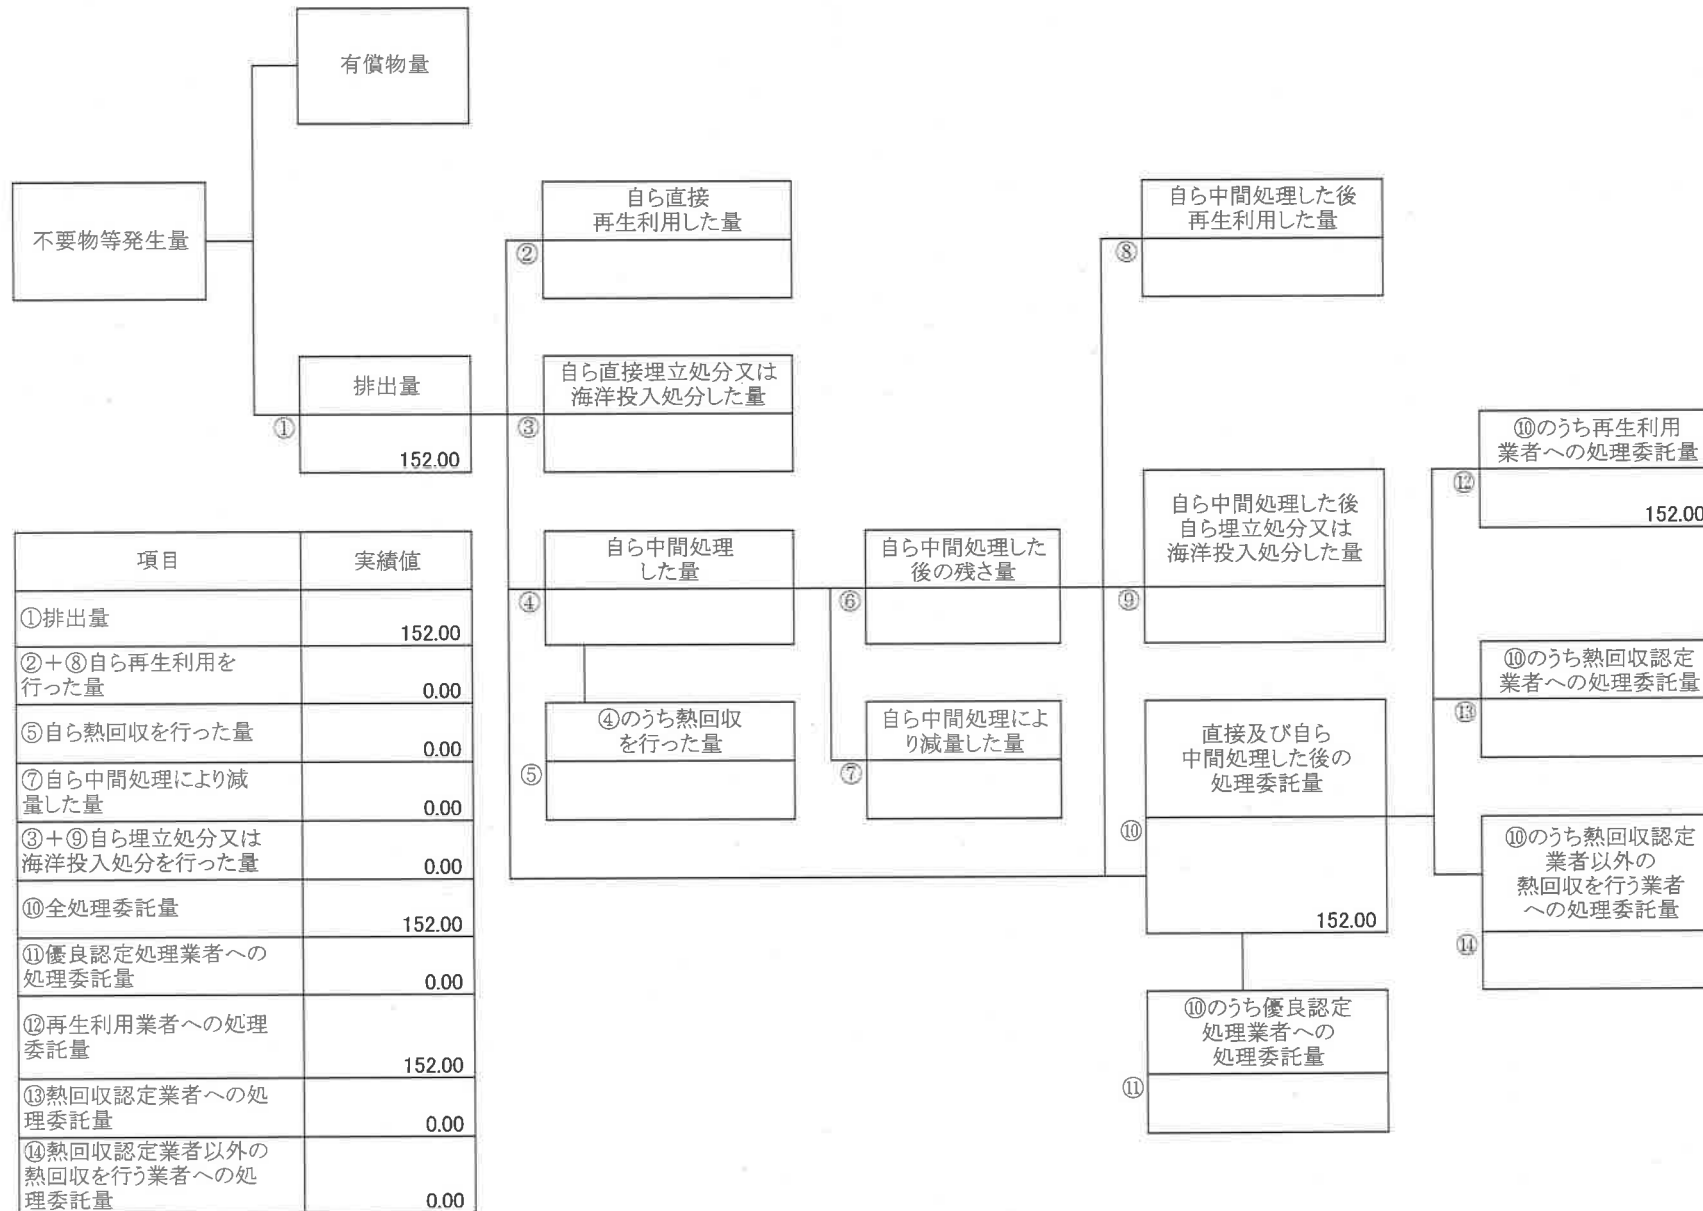 有償物量
不要物等発生量
排出量
①
152.00
自ら直接
再生利用した量
②
自ら直接埋立処分又は
海洋投入処分した量
③
自ら中間処理
した量
④
④のうち熱回収
を行った量
⑤
自ら中間処理した
後の残さ量
⑥
自ら中間処理によ
り減量した量
⑦
自ら中間処理した後
再生利用した量
⑧
自ら中間処理した後
自ら埋立処分又は
海洋投入処分した量
⑨
直接及び自ら
中間処理した後の
処理委託量
⑩
152.00
⑩のうち優良認定
処理業者への
処理委託量
⑪
⑩のうち再生利用
業者への処理委託量
⑫
152.00
⑩のうち熱回収認定
業者への処理委託量
⑬
⑩のうち熱回収認定
業者以外の
熱回収を行う業者
への処理委託量
⑭
項目 実績値
①排出量
152.00
②＋⑧自ら再生利用を
行った量 0.00
⑤自ら熱回収を行った量
0.00
⑦自ら中間処理により減
量した量 0.00
③＋⑨自ら埋立処分又は
海洋投入処分を行った量 0.00
⑩全処理委託量
152.00
⑪優良認定処理業者への
処理委託量 0.00
⑫再生利用業者への処理
委託量
152.00
⑬熱回収認定業者への処
理委託量 0.00
⑭熱回収認定業者以外の
熱回収を行う業者への処
理委託量 0.00